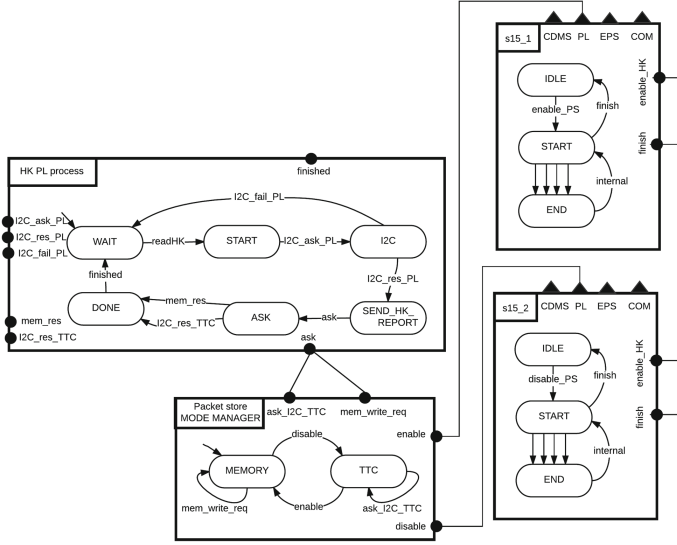 s15_1
CDMS PL EPS COM
IDLE
enable_PS
finish
START
internal
END
enable_HK
finish
HK PL process
finished
I2C_ask_PL
I2C_res_PL
I2C_fail_PL
mem_res
I2C_res_TTC
I2C_fail_PL
WAIT
readHK
START
I2C_ask_PL
I2C
finished
I2C_res_PL
DONE
mem_res
I2C_res_TTC
ASK
ask
SEND_HK_
REPORT
ask
s15_2
CDMS PL EPS COM
IDLE
disable_PS
finish
START
internal
END
enable_HK
finish
Packet store
MODE MANAGER
ask_I2C_TTC
mem_write_req
enable
disable
disable
MEMORY
TTC
enable
mem_write_req
ask_I2C_TTC